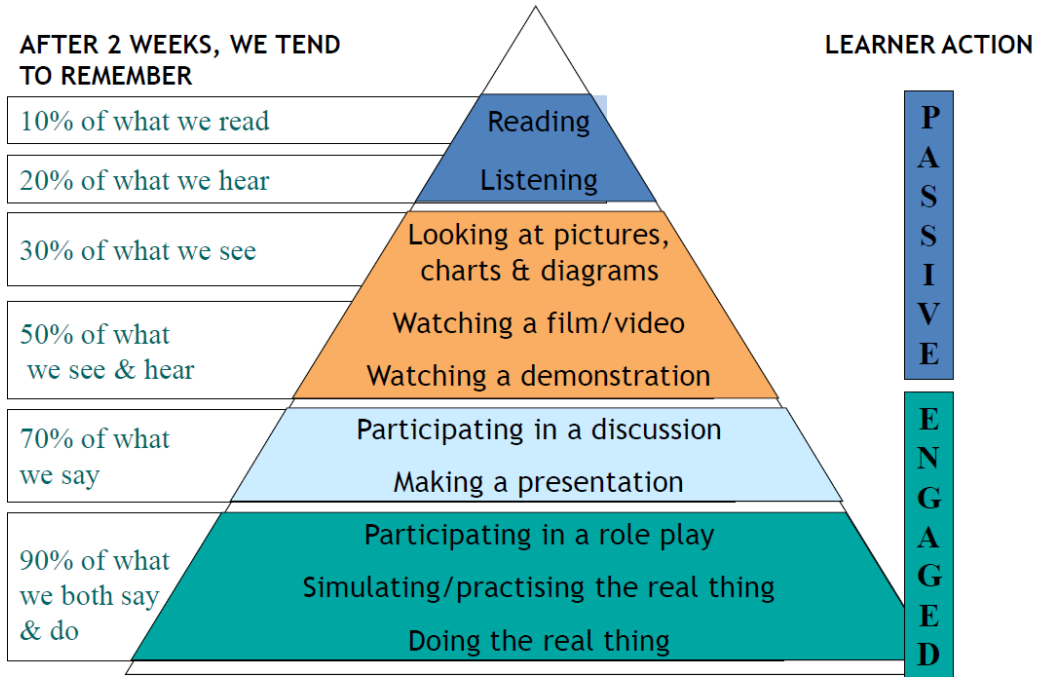 AFTER 2 WEEKS, WE TEND
TO REMEMBER
LEARNER ACTION
10% of what we read
Reading
20% of what we hear
Listening
30% of what we see
Looking at pictures,
charts & diagrams
50% of what
we see & hear
Watching a film/video
Watching a demonstration
70% of what
we say
Participating in a discussion
Making a presentation
90% of what
we both say
& do
Participating in a role play
Simulating/practising the real thing
Doing the real thing
PASSIVE
ENGAGED